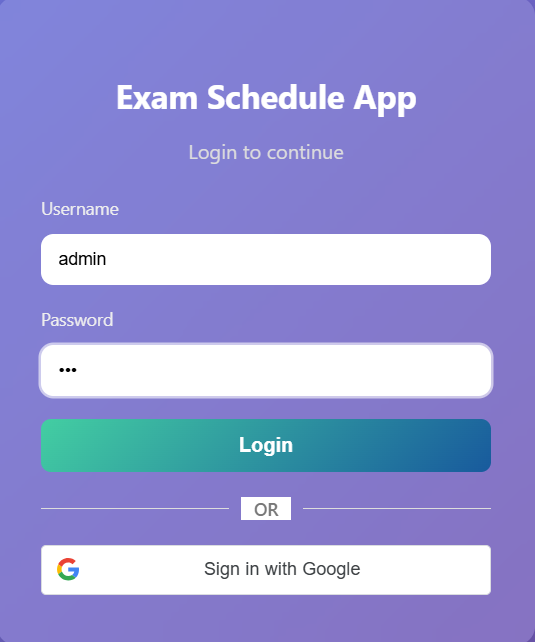 Exam Schedule App
Login to continue
Username
admin
Password
•••
Login
OR
Sign in with Google